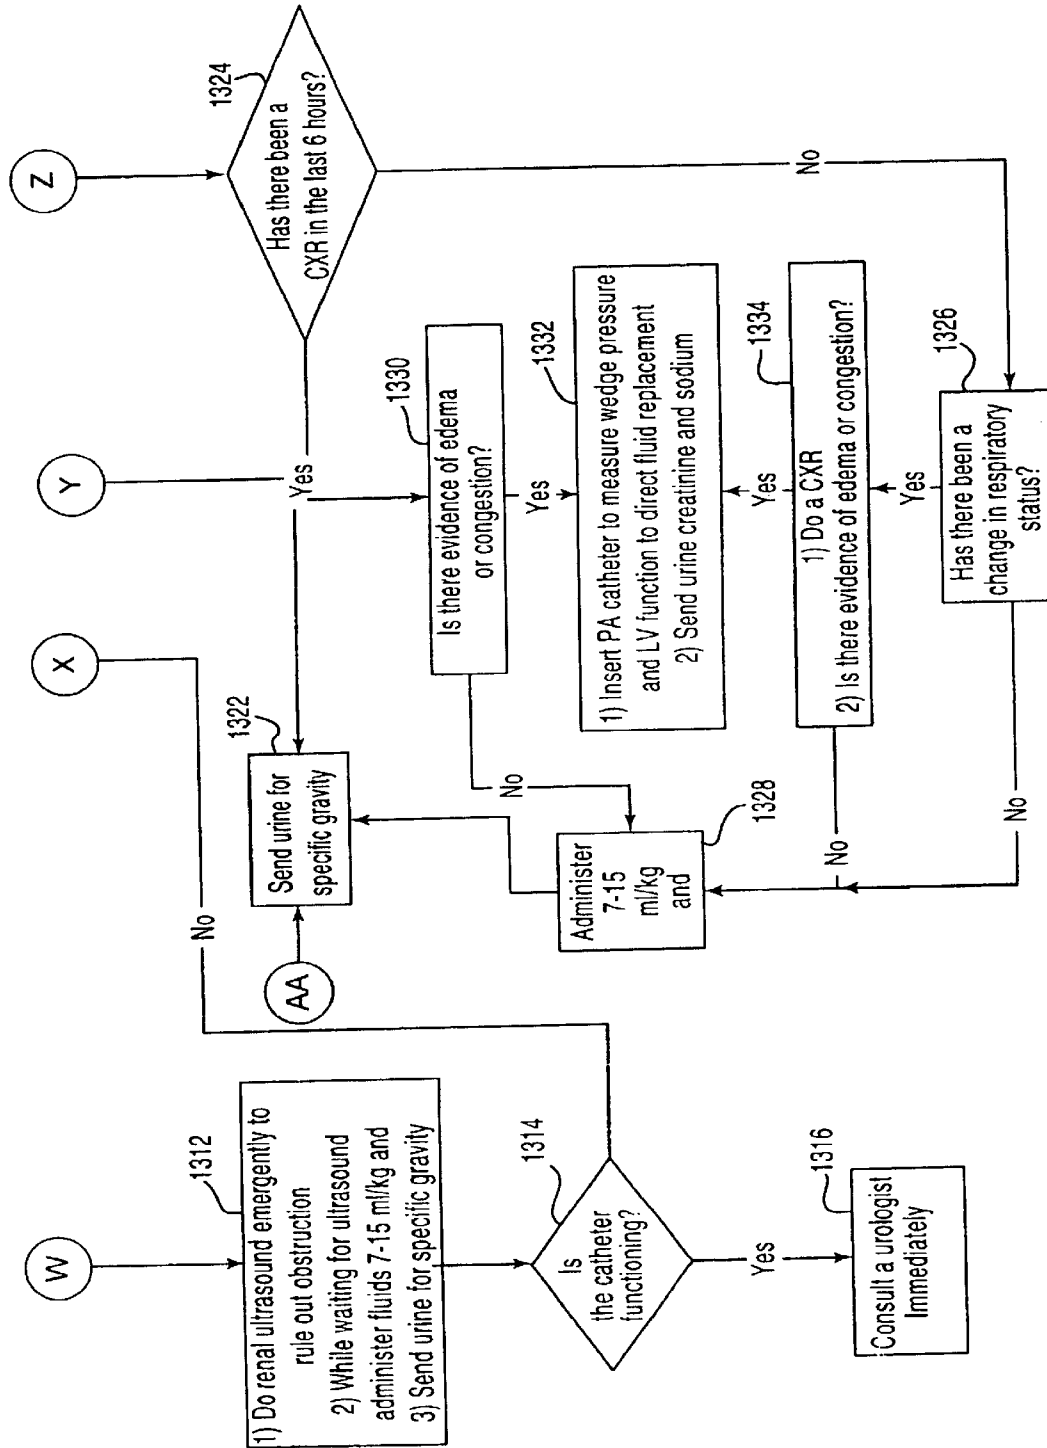 W
1312
1) Do renal ultrasound emergently to
rule out obstruction
2) While waiting for ultrasound
administer fluids 7-15 ml/kg and
3) Send urine for specific gravity
1314
Is
the catheter
functioning?
Yes
1316
Consult a urologist
Immediately
No
X
AA
1322
Send urine for
specific gravity
Y
Yes
Z
1324
Has there been a
CXR in the last 6 hours?
1330
Is there evidence of edema
or congestion?
No
Yes
1332
1) Insert PA catheter to measure wedge pressure
and LV function to direct fluid replacement
2) Send urine creatinine and sodium
1328
Administer
7-15
ml/kg
and
Yes
1334
1) Do a CXR
2) Is there evidence of edema or congestion?
No
Yes
No
1326
Has there been a
change in respiratory
status?
No